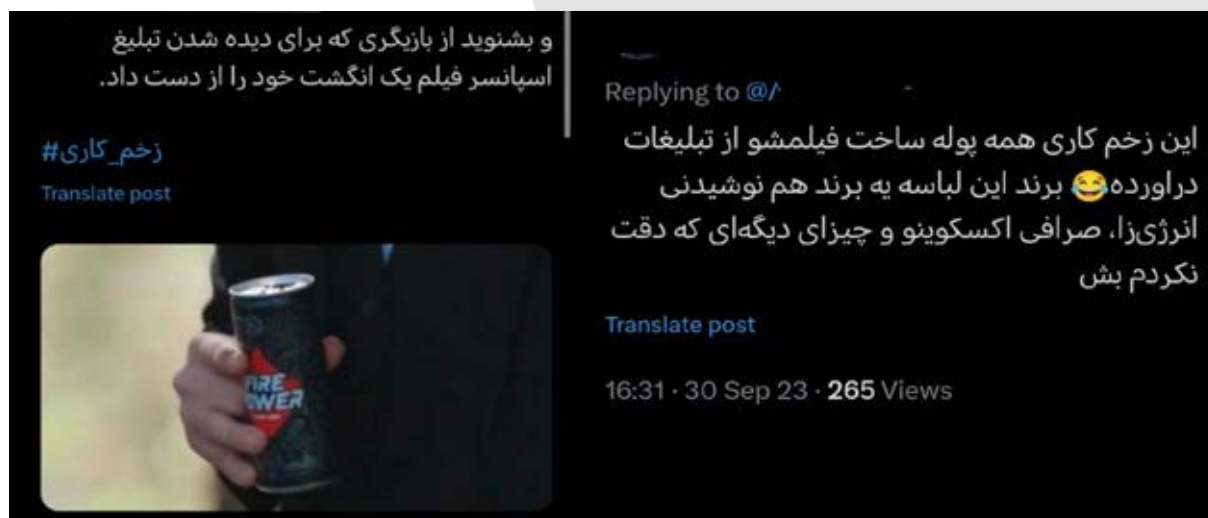 و بشنوید از بازیگری که برای دیده شدن تبلیغ
اسپانسر فیلم یک انگشت خود را از دست داد.
#زخم_کاری
Translate post
FIRE
POWER
Replying to @
این زخم کاری همه پوله ساخت فیلمشو از تبلیغات
دراورده😂 برند این لباسه یه برند هم نوشیدنی
انرژی‌زا، صرافی اکسکوینو و چیزای دیگه‌ای که دقت
نکردم بش
Translate post
16:31 · 30 Sep 23 · 265 Views